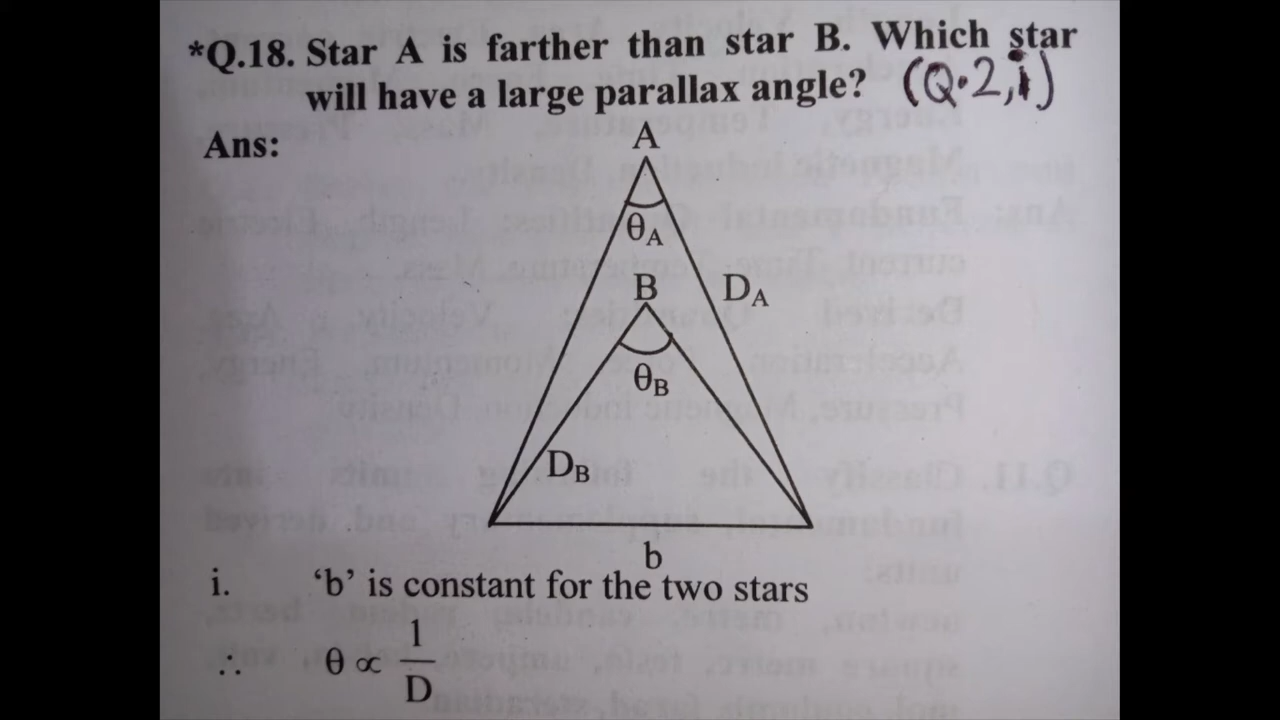 *Q.18. Star A is farther than star B. Which star
will have a large parallax angle? (Q.2,i)
Ans:
A
θA
B
DA
θB
DB
b
i. ‘b’ is constant for the two stars
∴ θ ∝ 1/D